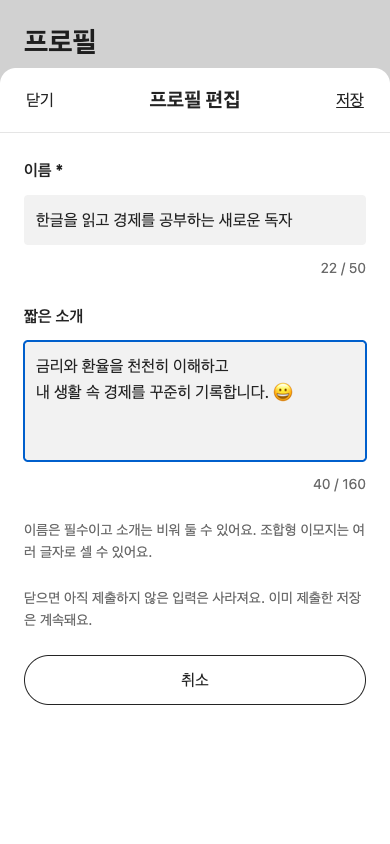 프로필
닫기
프로필 편집
저장
이름 *
한글을 읽고 경제를 공부하는 새로운 독자
22 / 50
짧은 소개
금리와 환율을 천천히 이해하고
내 생활 속 경제를 꾸준히 기록합니다. 😀
40 / 160
이름은 필수이고 소개는 비워 둘 수 있어요. 조합형 이모지는 여
러 글자로 셀 수 있어요.
닫으면 아직 제출하지 않은 입력은 사라져요. 이미 제출한 저장
은 계속돼요.
취소